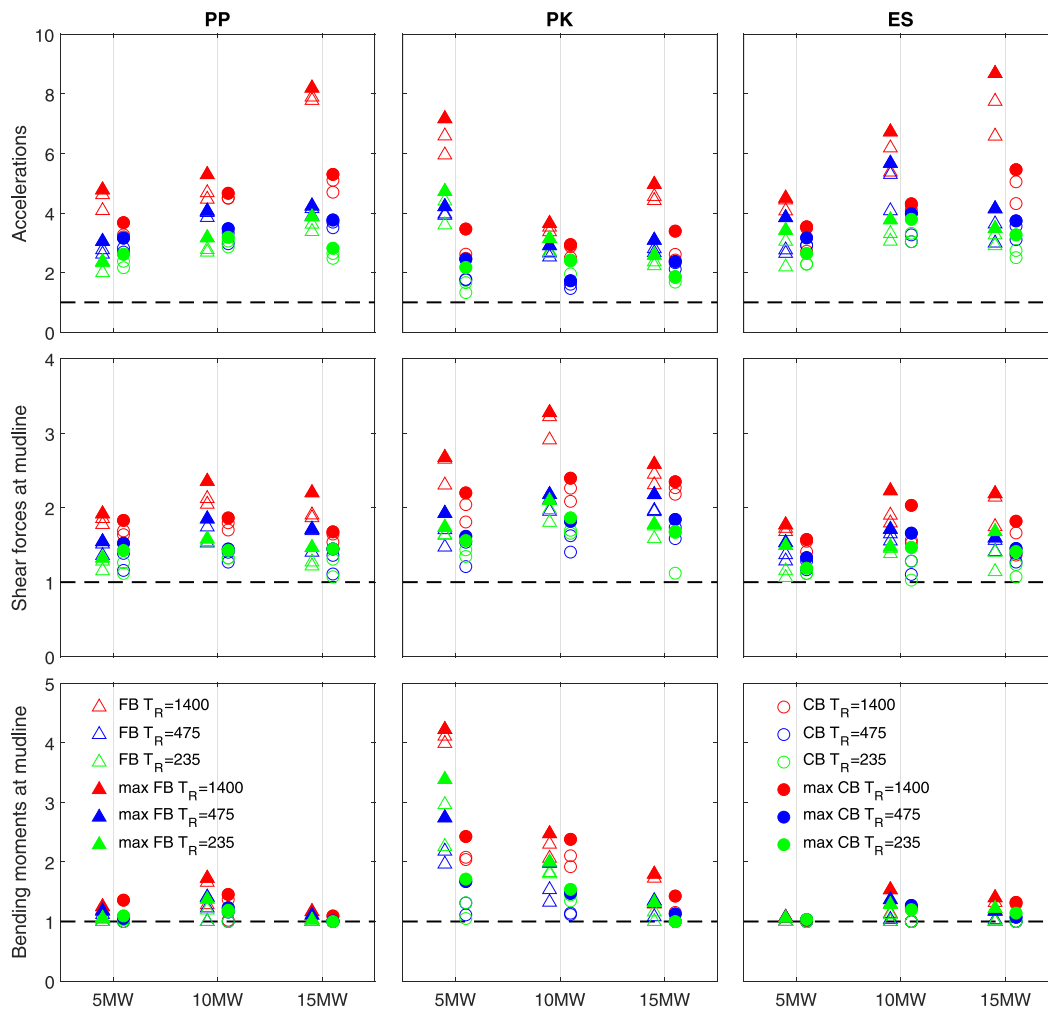 PP PK ES
Accelerations
10
8
6
4
2
0
Shear forces at mudline
4
3
2
1
0
Bending moments at mudline
5
4
3
2
1
0
FB T_R=1400
FB T_R=475
FB T_R=235
max FB T_R=1400
max FB T_R=475
max FB T_R=235
CB T_R=1400
CB T_R=475
CB T_R=235
max CB T_R=1400
max CB T_R=475
max CB T_R=235
5MW 10MW 15MW 5MW 10MW 15MW 5MW 10MW 15MW